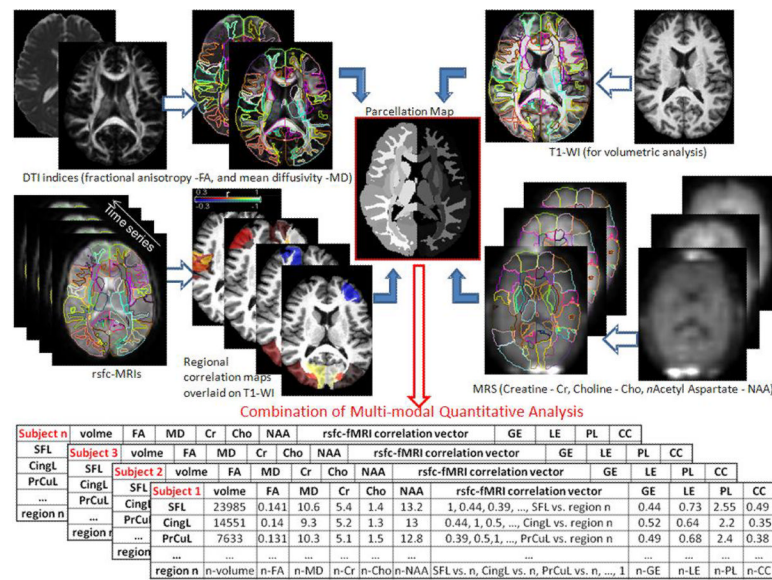 Parcellation Map
DTI indices (fractional anisotropy -FA, and mean diffusivity -MD)
T1-WI (for volumetric analysis)
0.3 r 1
-0.3 -1
Time series
rsfc-MRIs
Regional
correlation maps
overlaid on T1-WI
MRS (Creatine - Cr, Choline - Cho, nAcetyl Aspartate - NAA)
Combination of Multi-modal Quantitative Analysis
Subject n volme FA MD Cr Cho NAA rsfc-fMRI correlation vector GE LE PL CC
SFL
CingL
PrCuL
...
region n
Subject 3 volme FA MD Cr Cho NAA rsfc-fMRI correlation vector GE LE PL CC
SFL
CingL
PrCuL
...
region n
Subject 2 volme FA MD Cr Cho NAA rsfc-fMRI correlation vector GE LE PL CC
SFL
CingL
PrCu
...
region n
Subject 1 volme FA MD Cr Cho NAA rsfc-fMRI correlation vector GE LE PL CC
SFL 23985 0.141 10.6 5.4 1.4 13.2 1, 0.44, 0.39, ..., SFL vs. region n 0.44 0.73 2.55 0.49
CingL 14551 0.14 9.3 5.2 1.3 13 0.44, 1, 0.5, ..., CingL vs. region n 0.52 0.64 2.2 0.35
PrCuL 7633 0.131 10.3 5.1 1.5 12.8 0.39, 0.5,1, ..., PrCuL vs. region n 0.49 0.68 2.4 0.38
... ... ... ... ... ... ... ... ... ... ... ...
region n n-volume n-FA n-MD n-Cr n-Cho n-NAA SFL vs. n, CingL vs. n, PrCuL vs. n, ..., 1 n-GE n-LE n-PL n-CC